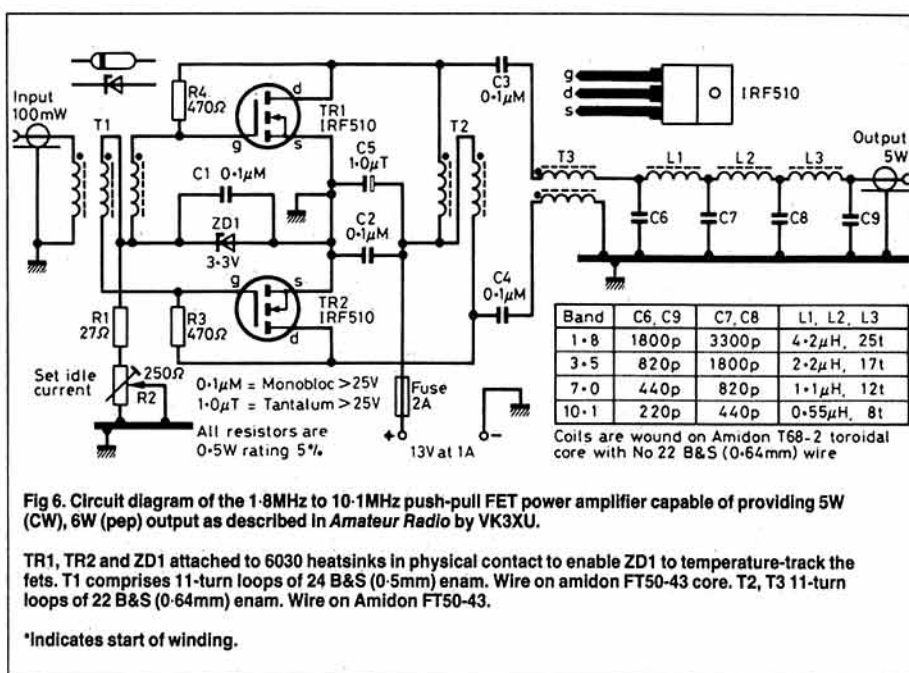 Input
100mW
T1
R4
470Ω
d
TR1
IRF510
g
s
C1 0·1µM
C5
1·0µT
ZD1
3·3V
C2
0·1µM
T2
C3
0·1µM
g
d
s
IRF510
T3
L1
L2
L3
Output
5W
C6
C7
C8
C9
C4
0·1µM
g
s
TR2
IRF510
d
R1
27Ω
R3
470Ω
Set idle
current
250Ω
R2
0·1µM = Monobloc >25V
1·0µT = Tantalum >25V
All resistors are
0·5W rating 5%
Fuse
2A
+
13V at 1A
−
Band C6, C9 C7, C8 L1, L2, L3
1·8 1800p 3300p 4·2µH, 25t
3·5 820p 1800p 2·2µH, 17t
7·0 440p 820p 1·1µH, 12t
10·1 220p 440p 0·55µH, 8t
Coils are wound on Amidon T68-2 toroidal
core with No 22 B&S (0·64mm) wire
Fig 6. Circuit diagram of the 1·8MHz to 10·1MHz push-pull FET power amplifier capable of providing 5W
(CW), 6W (pep) output as described in Amateur Radio by VK3XU.
TR1, TR2 and ZD1 attached to 6030 heatsinks in physical contact to enable ZD1 to temperature-track the
fets. T1 comprises 11-turn loops of 24 B&S (0·5mm) enam. Wire on amidon FT50-43 core. T2, T3 11-turn
loops of 22 B&S (0·64mm) enam. Wire on Amidon FT50-43.
*Indicates start of winding.